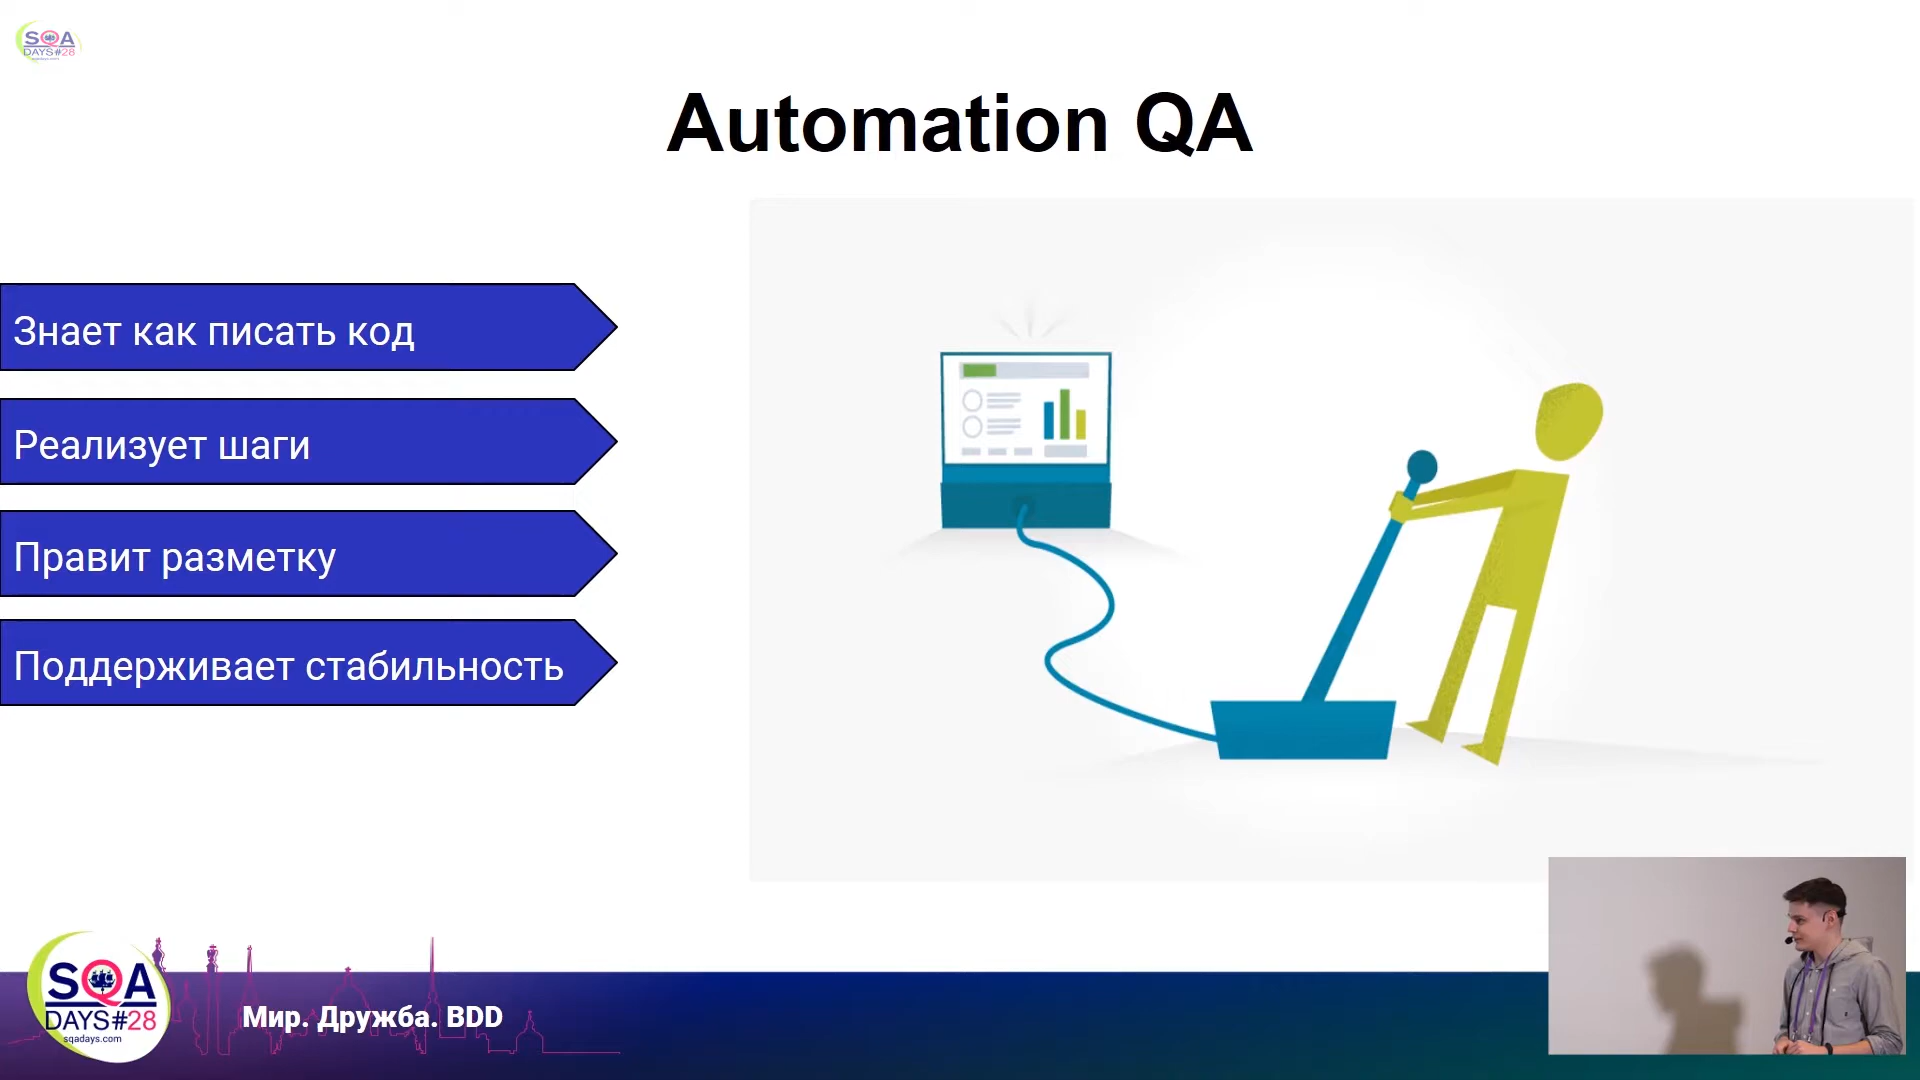 SQA
DAYS#28
Automation QA
Знает как писать код
Реализует шаги
Правит разметку
Поддерживает стабильность
SQA
DAYS#28
sqadays.com
Мир. Дружба. BDD